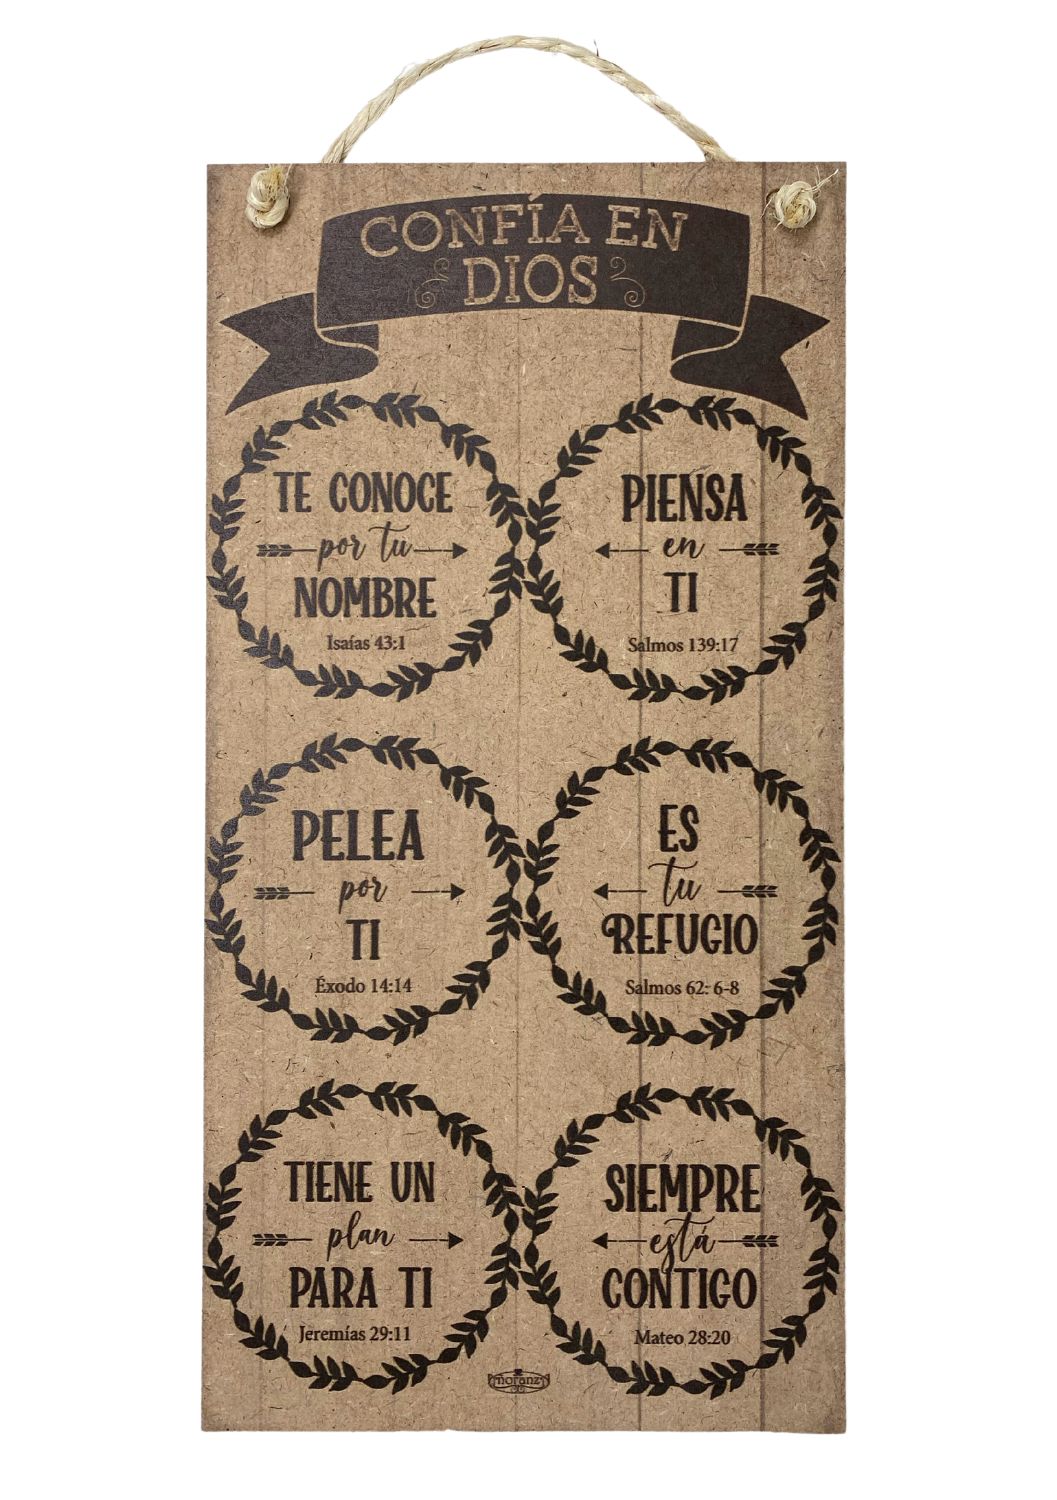 CONFÍA EN
DIOS
TE CONOCE
por tu
NOMBRE
Isaías 43:1
PIENSA
en
TI
Salmos 139:17
PELEA
por
TI
Éxodo 14:14
ES
tu
REFUGIO
Salmos 62: 6-8
TIENE UN
plan
PARA TI
Jeremías 29:11
SIEMPRE
está
CONTIGO
Mateo 28:20